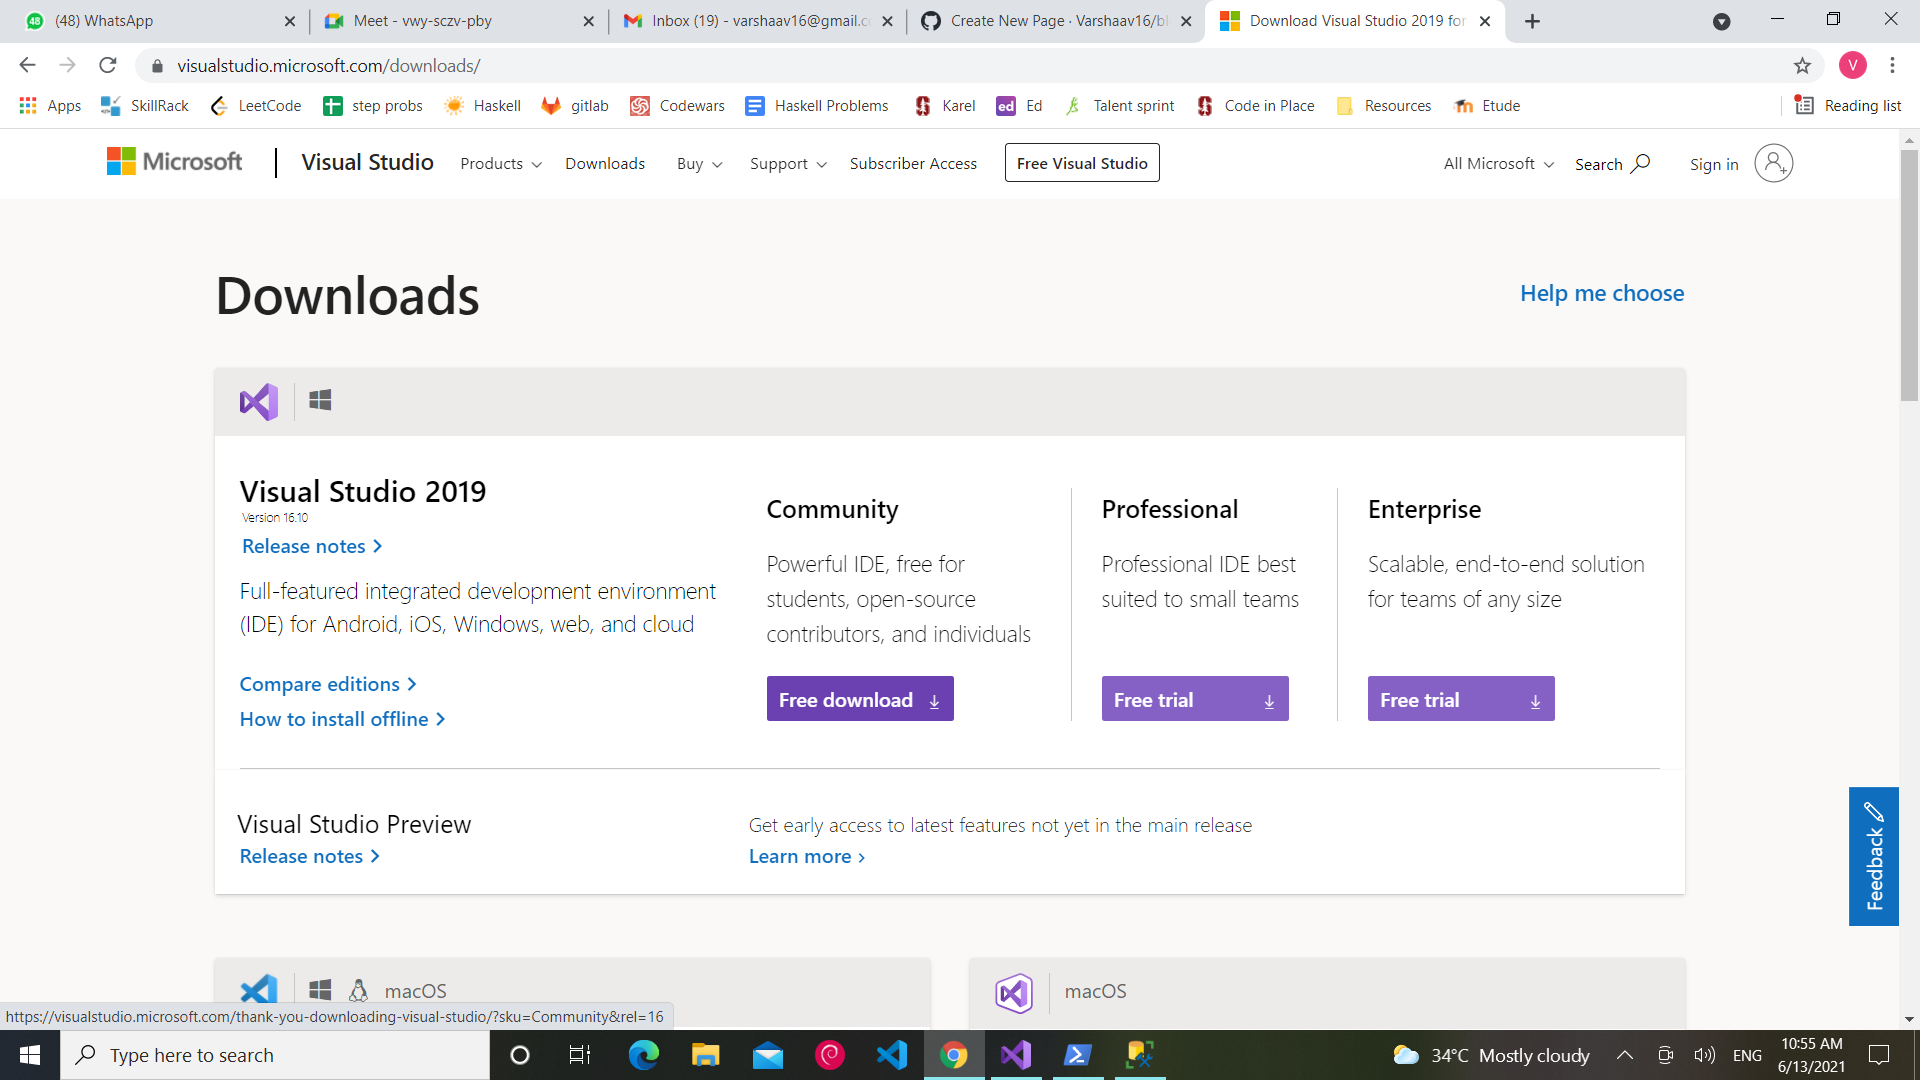 48
(48) WhatsApp
Meet - vwy-sczv-pby
Inbox (19) - varshaav16@gmail.c
Create New Page · Varshaav16/bl
Download Visual Studio 2019 for
visualstudio.microsoft.com/downloads/
V
Apps
SkillRack
LeetCode
step probs
Haskell
gitlab
Codewars
Haskell Problems
Karel
ed
Ed
Talent sprint
Code in Place
Resources
Etude
Reading list
Microsoft
Visual Studio
Products
Downloads
Buy
Support
Subscriber Access
Free Visual Studio
All Microsoft
Search
Sign in
Downloads
Help me choose
Visual Studio 2019
Version 16.10
Release notes
Full-featured integrated development environment
(IDE) for Android, iOS, Windows, web, and cloud
Compare editions
How to install offline
Community
Powerful IDE, free for
students, open-source
contributors, and individuals
Free download
Professional
Professional IDE best
suited to small teams
Free trial
Enterprise
Scalable, end-to-end solution
for teams of any size
Free trial
Visual Studio Preview
Release notes
Get early access to latest features not yet in the main release
Learn more
Feedback
macOS
macOS
https://visualstudio.microsoft.com/thank-you-downloading-visual-studio/?sku=Community&rel=16
Type here to search
34°C Mostly cloudy
ENG
10:55 AM
6/13/2021